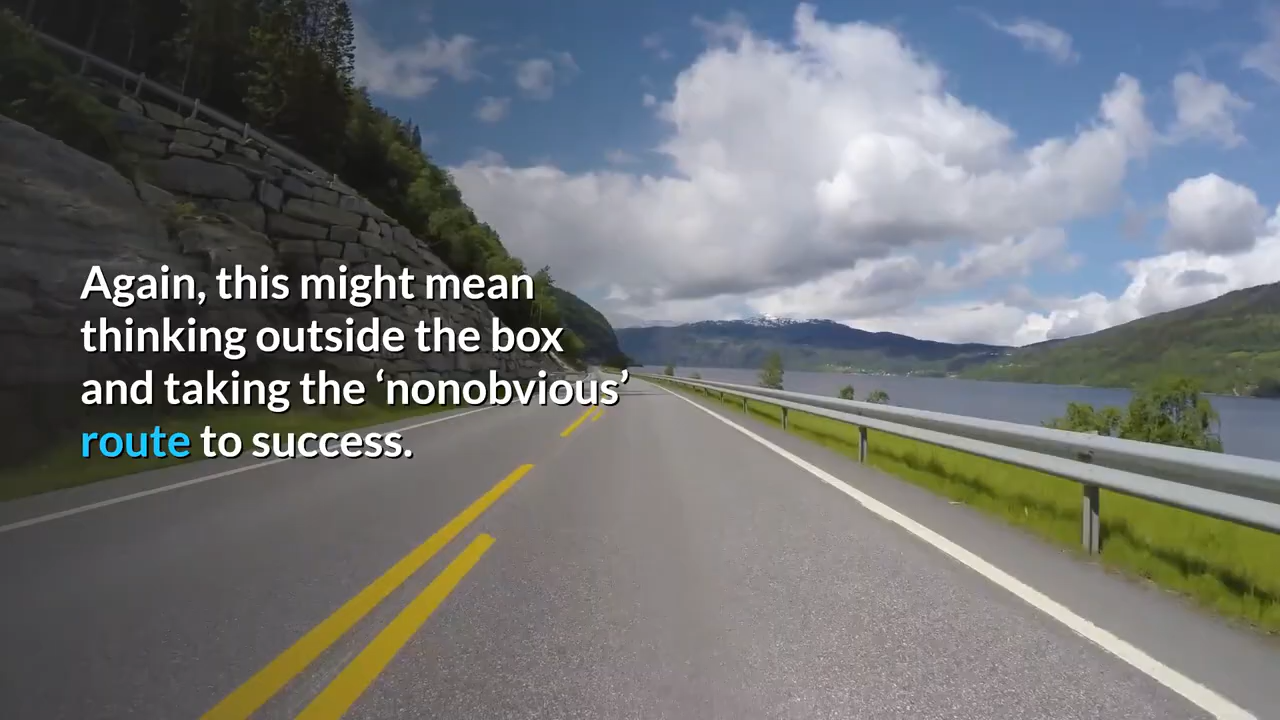 Again, this might mean
thinking outside the box
and taking the ‘nonobvious’
route to success.